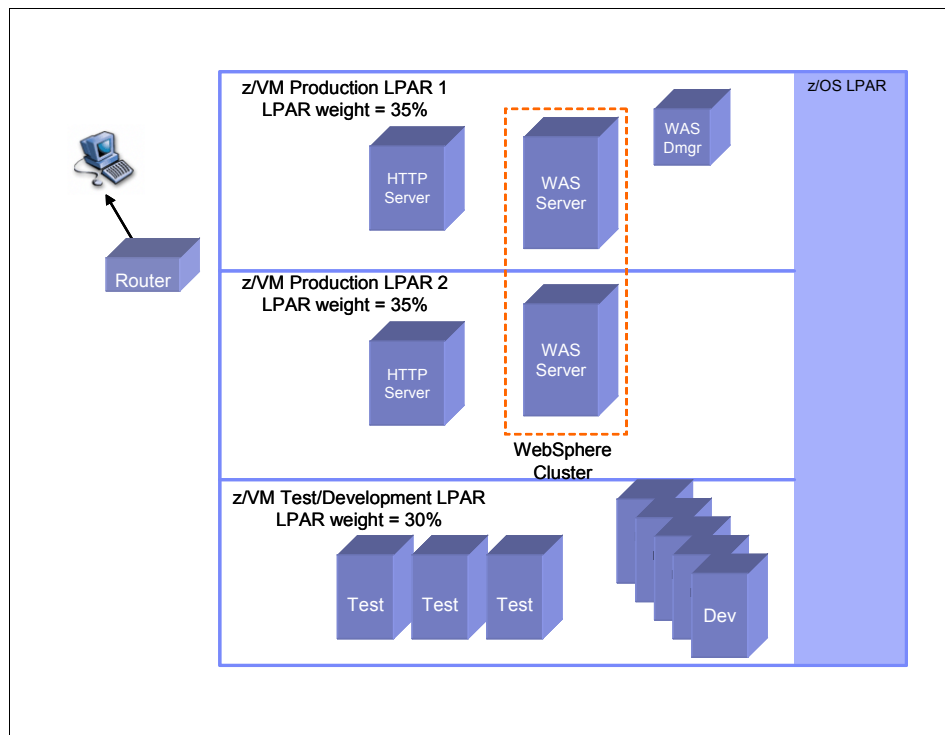 z/VM Production LPAR 1
LPAR weight = 35%
z/OS LPAR
WAS
Dmgr
HTTP
Server
WAS
Server
Router
z/VM Production LPAR 2
LPAR weight = 35%
WAS
Server
HTTP
Server
WebSphere
Cluster
z/VM Test/Development LPAR
LPAR weight = 30%
Test
Test
Test
Dev